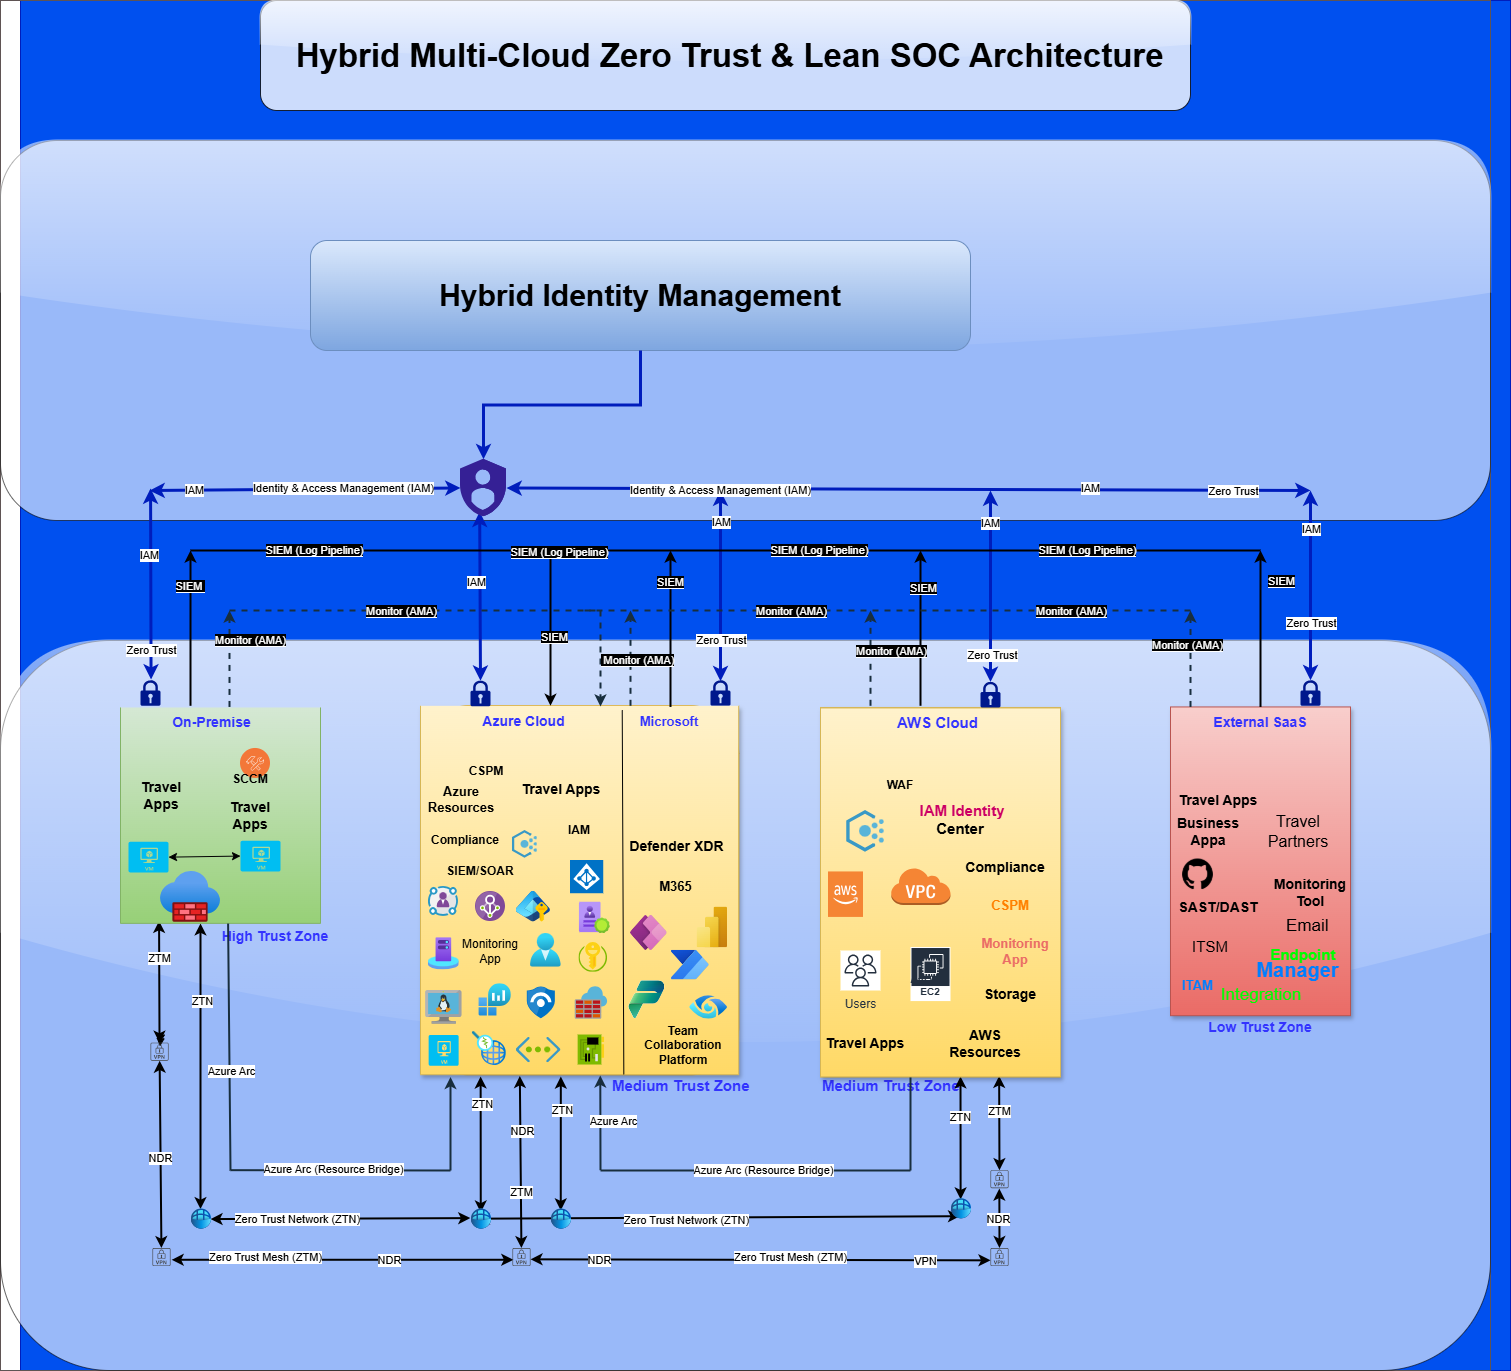 Hybrid Multi-Cloud Zero Trust & Lean SOC Architecture
Hybrid Identity Management
IAM
Identity & Access Management (IAM)
Identity & Access Management (IAM)
IAM
Zero Trust
IAM
IAM
IAM
IAM
IAM
SIEM (Log Pipeline)
SIEM (Log Pipeline)
SIEM (Log Pipeline)
SIEM (Log Pipeline)
SIEM
SIEM
SIEM
SIEM
Monitor (AMA)
Monitor (AMA)
Monitor (AMA)
Zero Trust
SIEM
Monitor (AMA)
Zero Trust
Monitor (AMA)
Zero Trust
Monitor (AMA)
Zero Trust
Monitor (AMA)
On-Premise
SCCM
Travel
Apps
Travel
Apps
VM
VM
High Trust Zone
Azure Cloud
CSPM
Azure
Resources
Travel Apps
Compliance
IAM
SIEM/SOAR
Monitoring
App
Microsoft
Defender XDR
M365
Team
Collaboration
Platform
Medium Trust Zone
AWS Cloud
WAF
IAM Identity
Center
Compliance
aws
VPC
CSPM
Monitoring
App
Users
EC2
Storage
Travel Apps
AWS
Resources
Medium Trust Zone
External SaaS
Travel Apps
Business
Appa
Travel
Partners
Monitoring
Tool
SAST/DAST
Email
ITSM
Endpoint
Manager
ITAM
Integration
Low Trust Zone
ZTM
ZTN
VPN
Azure Arc
NDR
Azure Arc (Resource Bridge)
ZTN
NDR
ZTN
Azure Arc
ZTM
Azure Arc (Resource Bridge)
ZTN
ZTM
VPN
NDR
Zero Trust Network (ZTN)
Zero Trust Network (ZTN)
VPN
Zero Trust Mesh (ZTM)
NDR
VPN
NDR
Zero Trust Mesh (ZTM)
VPN
VPN